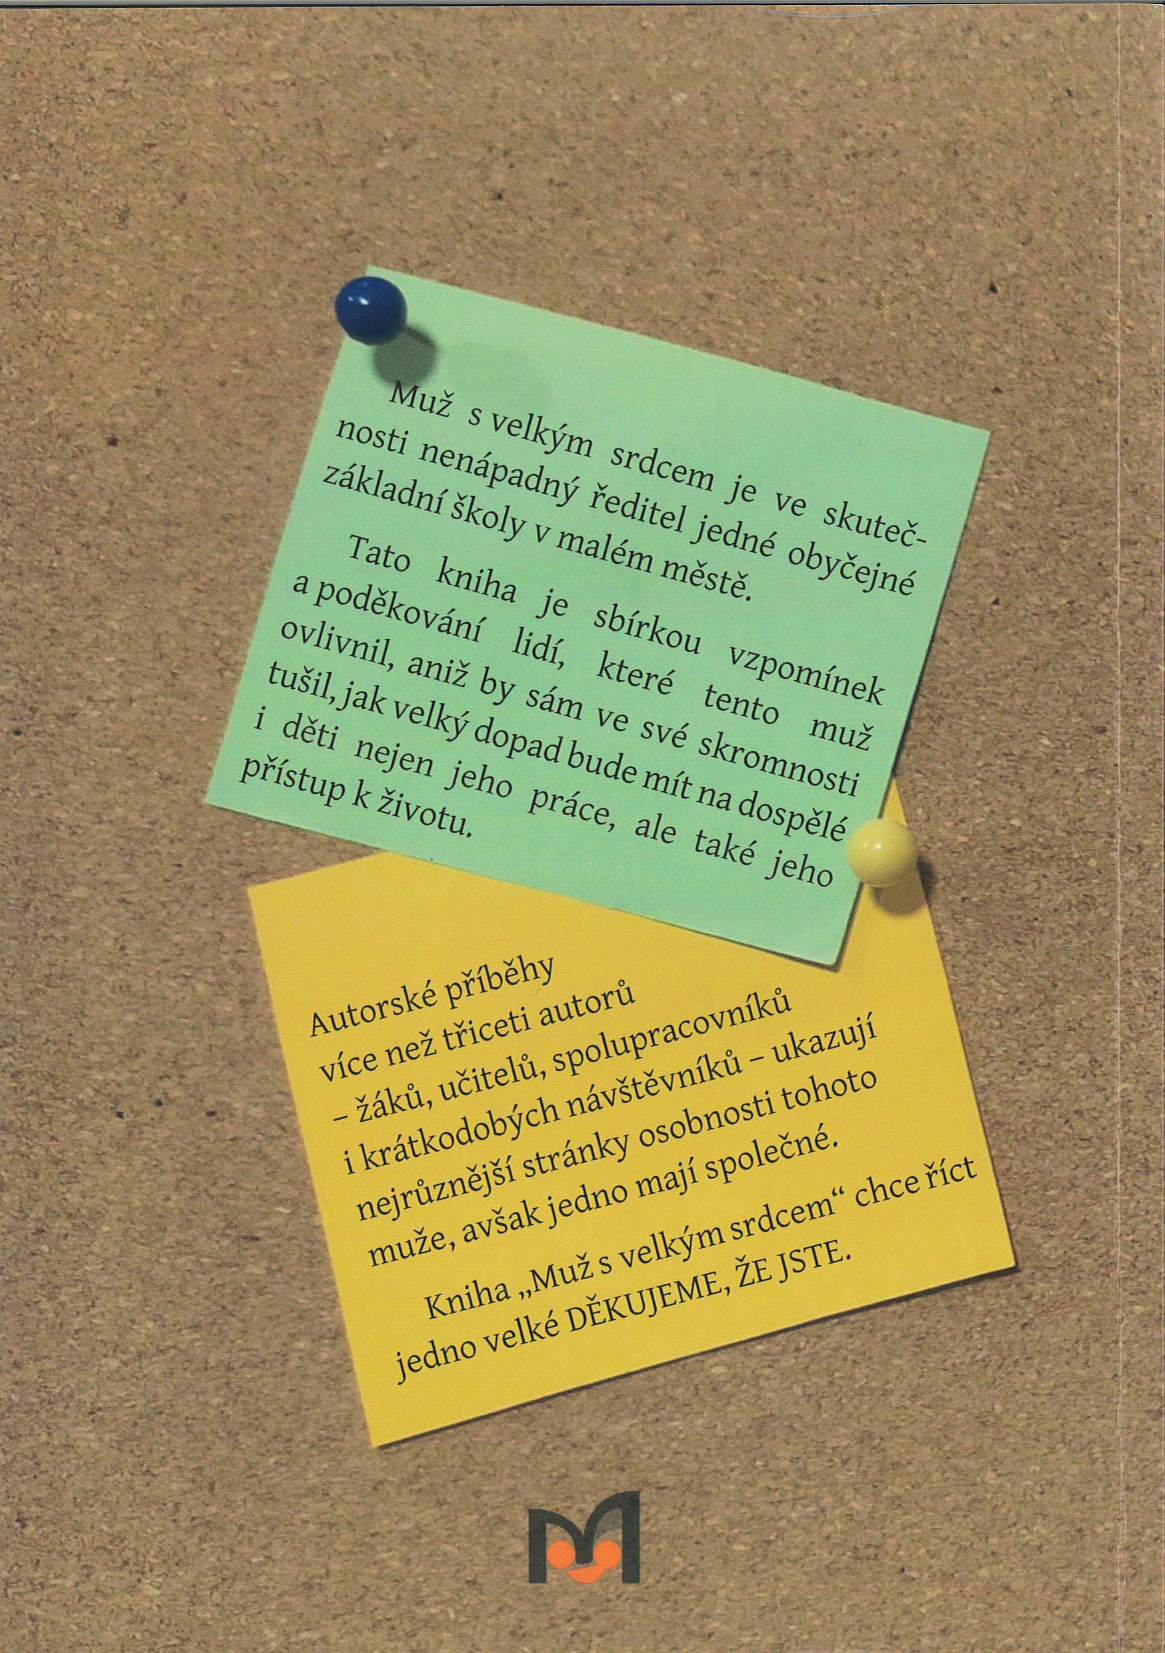 Muž s velkým srdcem je ve skuteč-
nosti nenápadný ředitel jedné obyčejné
základní školy v malém městě.
Tato kniha je sbírkou vzpomínek
a poděkování lidí, které tento muž
ovlivnil, aniž by sám ve své skromnosti
tušil, jak velký dopad bude mít na dospělé
i děti nejen jeho práce, ale také jeho
přístup k životu.
Autorské příběhy
více než třiceti autorů
– žáků, učitelů, spolupracovníků
i krátkodobých návštěvníků – ukazují
nejrůznější stránky osobnosti tohoto
muže, avšak jedno mají společné.
Kniha „Muž s velkým srdcem“ chce říct
jedno velké DĚKUJEME, ŽE JSTE.